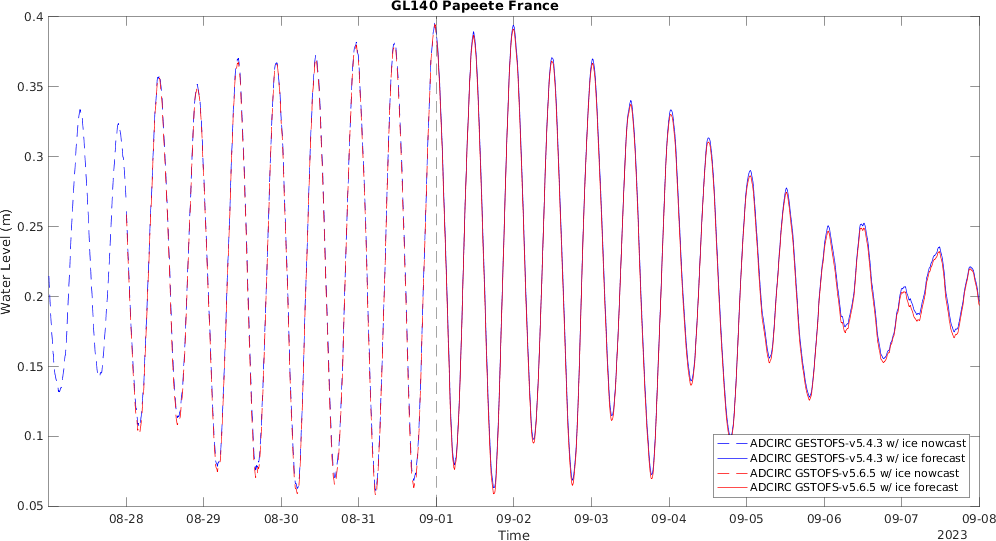 GL140 Papeete France
0.4
0.35
0.3
0.25
0.2
0.15
0.1
0.05
Water Level (m)
ADCIRC GESTOFS-v5.4.3 w/ ice nowcast
ADCIRC GESTOFS-v5.4.3 w/ ice forecast
ADCIRC GSTOFS-v5.6.5 w/ ice nowcast
ADCIRC GSTOFS-v5.6.5 w/ ice forecast
08-28 08-29 08-30 08-31 09-01 09-02 09-03 09-04 09-05 09-06 09-07 09-08
Time
2023